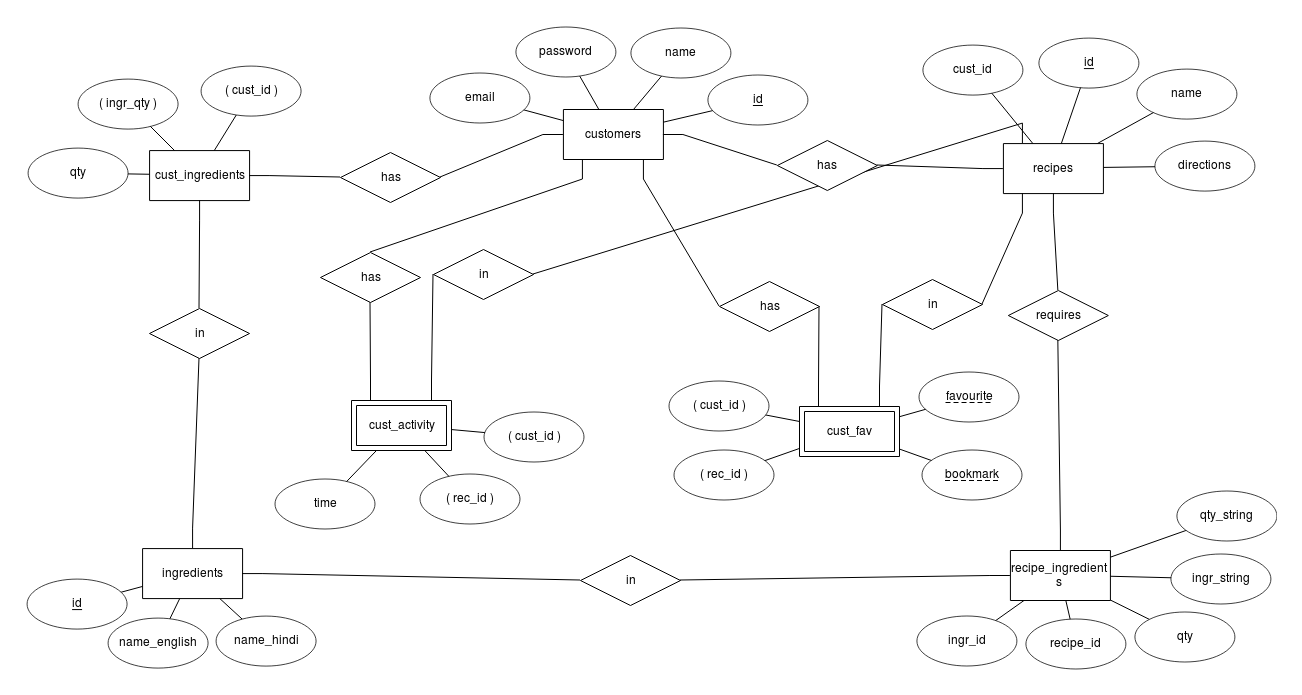 password
name
cust_id
id
name
directions
email
id
( ingr_qty )
( cust_id )
customers
qty
cust_ingredients
has
has
recipes
has
in
has
in
in
requires
( cust_id )
favourite
cust_activity
( cust_id )
cust_fav
time
( rec_id )
( rec_id )
bookmark
qty_string
ingredients
in
recipe_ingredient
s
ingr_string
id
name_english
name_hindi
ingr_id
recipe_id
qty